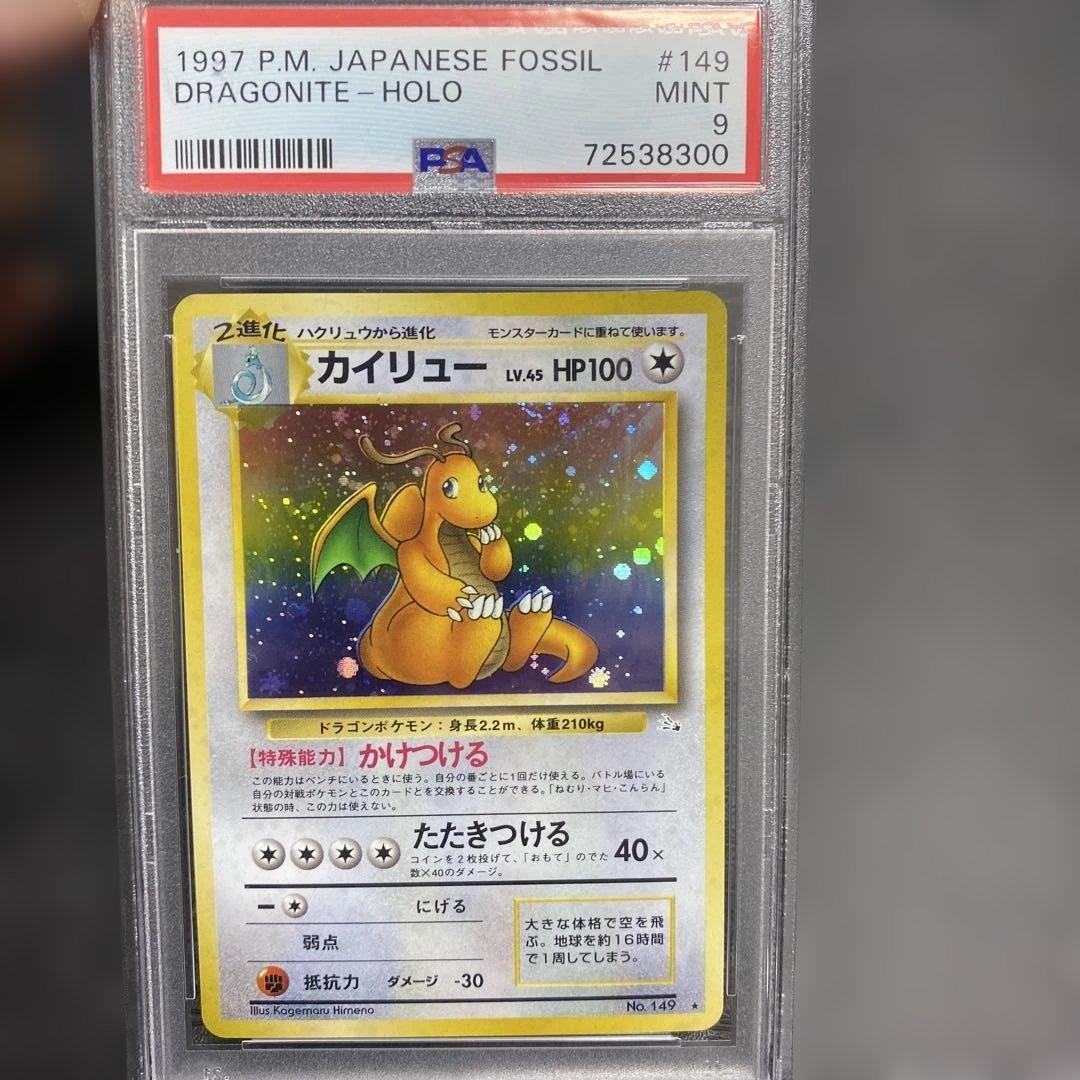 1997 P.M. JAPANESE FOSSIL #149
DRAGONITE - HOLO MINT
9
PSA 72538300
2進化 ハクリュウから進化 モンスターカードに重ねて使います。
カイリュー LV.45 HP100
ドラゴンポケモン：身長2.2m、体重210kg
【特殊能力】かけつける
この能力はベンチにいるときに使う。自分の番ごとに1回だけ使える。バトル場にいる
自分の対戦ポケモンとこのカードとを交換することができる。「ねむり・マヒ・こんらん」
状態の時、この力は使えない。
たたきつける
コインを2枚投げて、「おもて」のでた 40×
数×40のダメージ。
ー にげる
弱点
抵抗力 ダメージ -30
大きな体格で空を飛
ぶ。地球を約16時間
で1周してしまう。
Illus.Kagemaru Himeno No. 149 ★